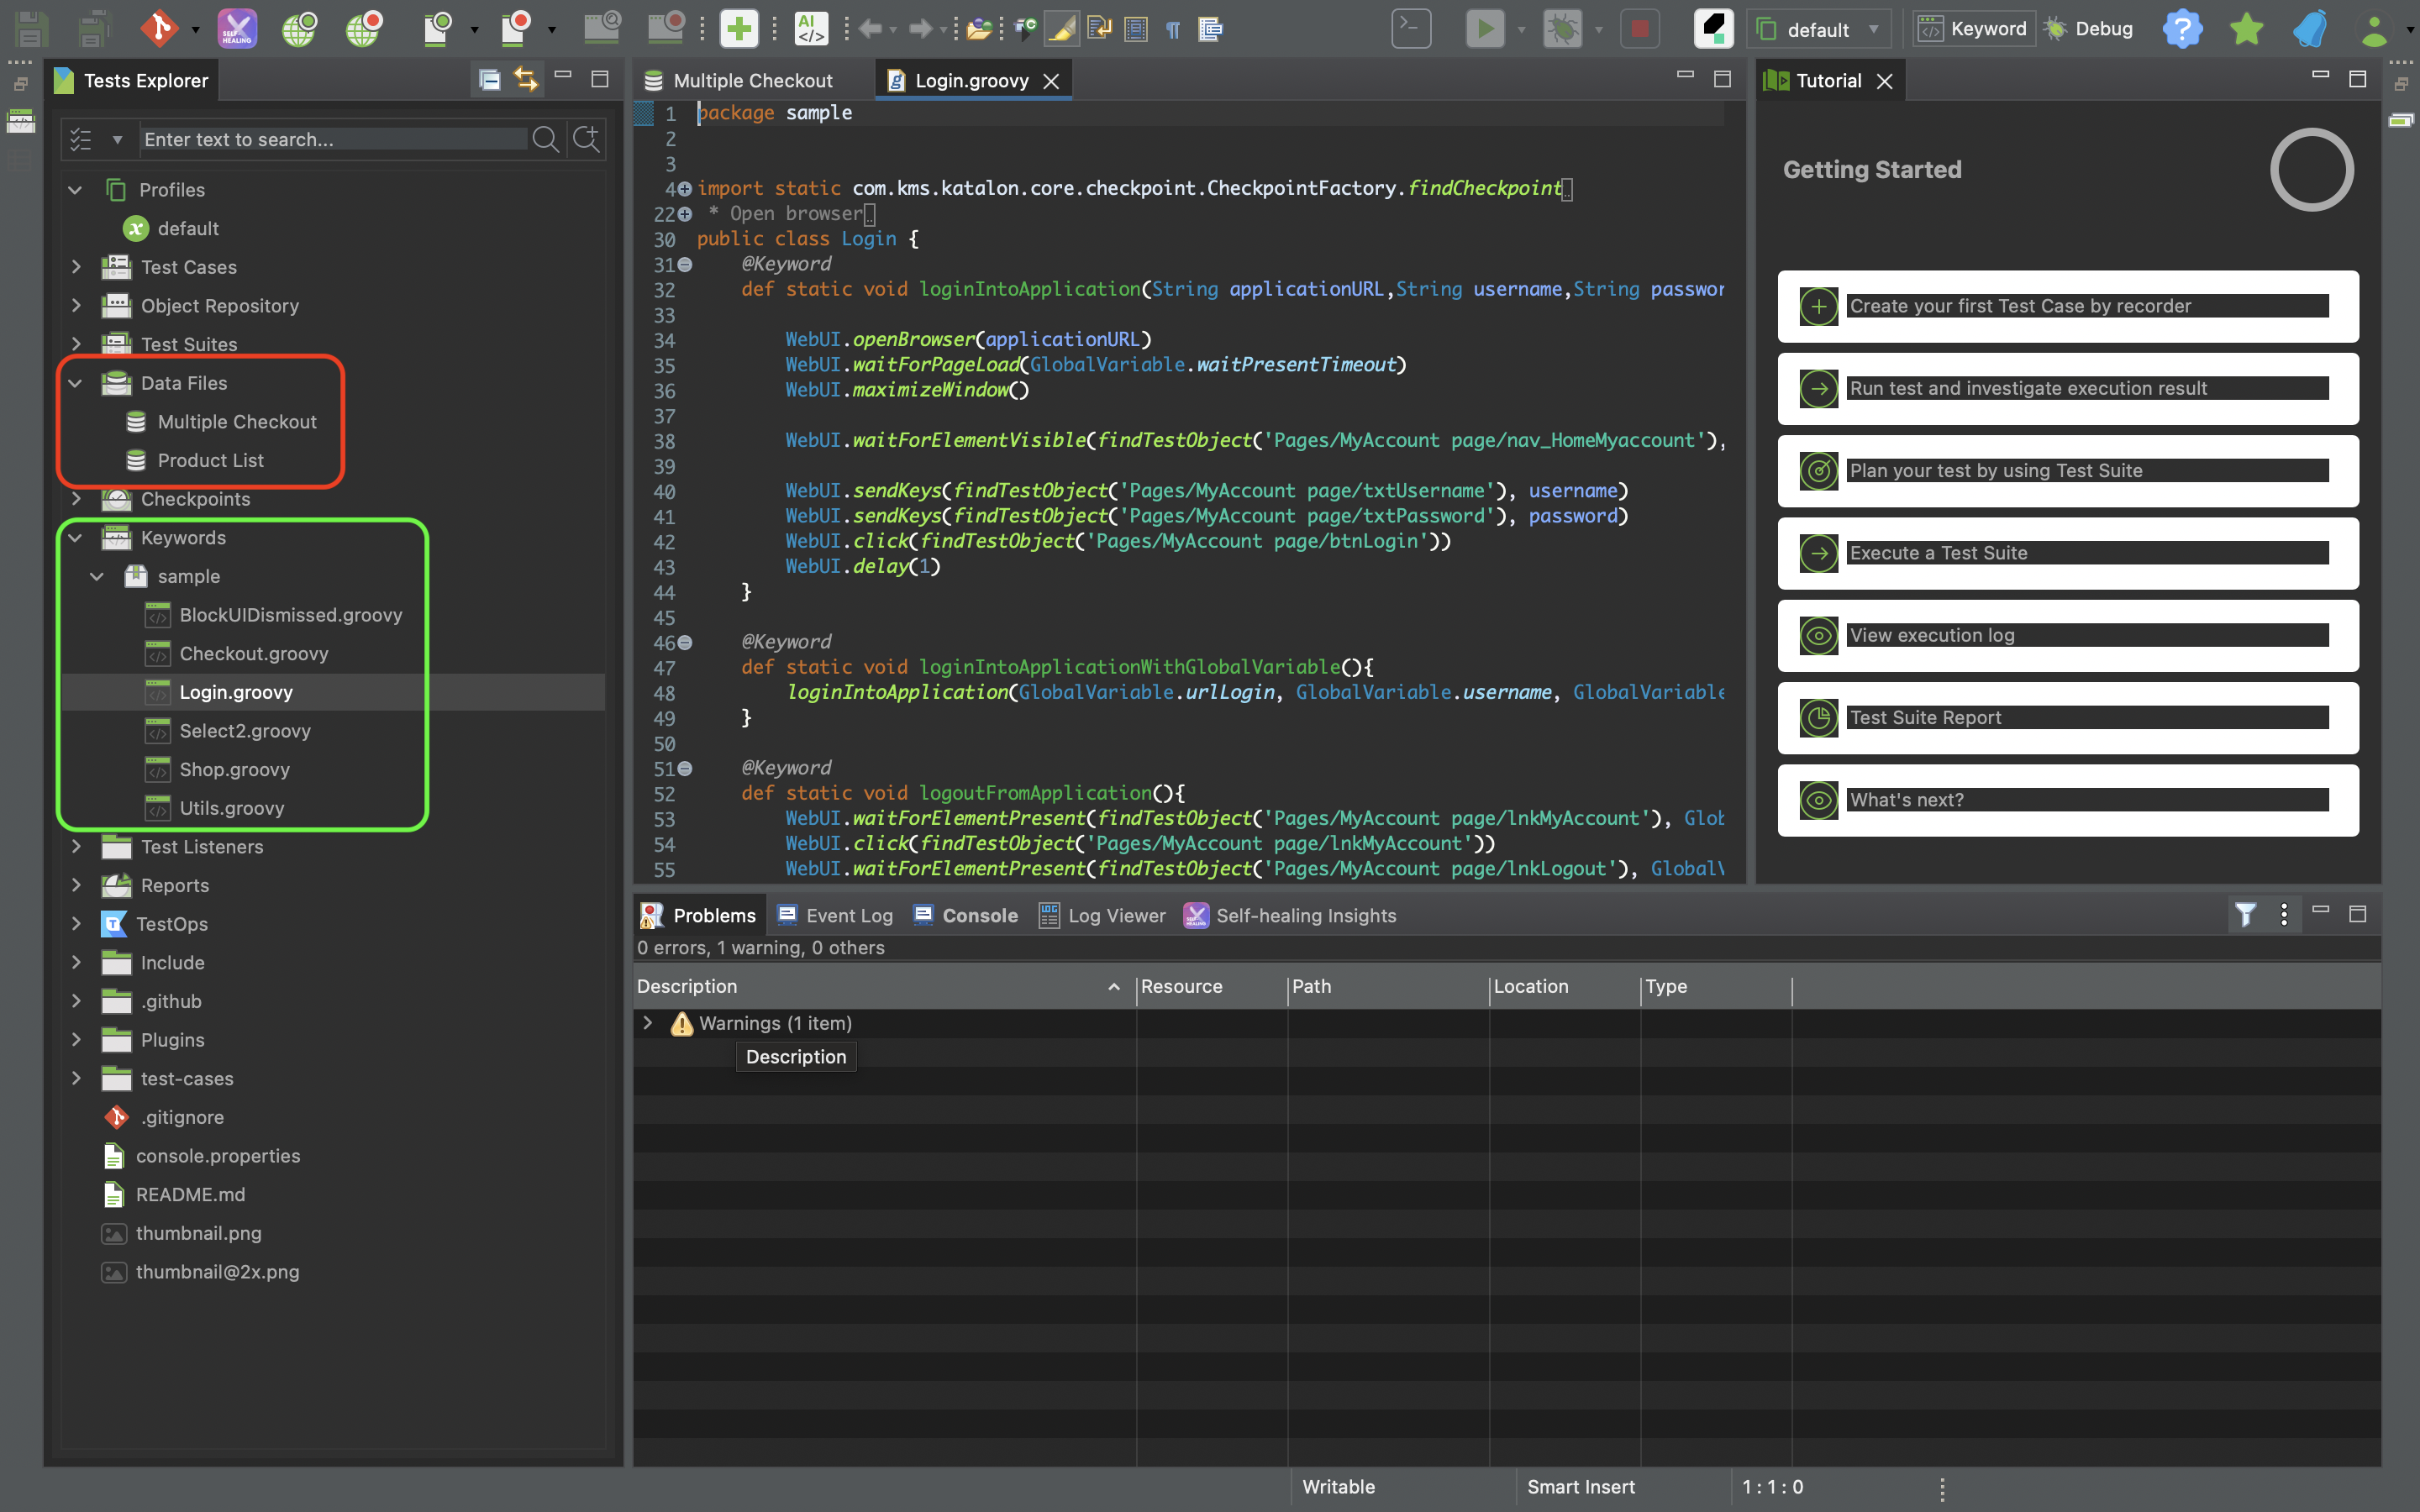 SELF HEALING
AI
default
Keyword
Debug
Tests Explorer
Enter text to search...
Profiles
default
Test Cases
Object Repository
Test Suites
Data Files
Multiple Checkout
Product List
Checkpoints
Keywords
sample
BlockUIDismissed.groovy
Checkout.groovy
Login.groovy
Select2.groovy
Shop.groovy
Utils.groovy
Test Listeners
Reports
TestOps
Include
.github
Plugins
test-cases
.gitignore
console.properties
README.md
thumbnail.png
thumbnail@2x.png
Multiple Checkout
Login.groovy
1 package sample
2
3
4 import static com.kms.katalon.core.checkpoint.CheckpointFactory.findCheckpoint
22 * Open browser
30 public class Login {
31 @Keyword
32 def static void loginIntoApplication(String applicationURL,String username,String passwor
33
34 WebUI.openBrowser(applicationURL)
35 WebUI.waitForPageLoad(GlobalVariable.waitPresentTimeout)
36 WebUI.maximizeWindow()
37
38 WebUI.waitForElementVisible(findTestObject('Pages/MyAccount page/nav_HomeMyaccount'),
39
40 WebUI.sendKeys(findTestObject('Pages/MyAccount page/txtUsername'), username)
41 WebUI.sendKeys(findTestObject('Pages/MyAccount page/txtPassword'), password)
42 WebUI.click(findTestObject('Pages/MyAccount page/btnLogin'))
43 WebUI.delay(1)
44 }
45
46 @Keyword
47 def static void loginIntoApplicationWithGlobalVariable(){
48 loginIntoApplication(GlobalVariable.urlLogin, GlobalVariable.username, GlobalVariable
49 }
50
51 @Keyword
52 def static void logoutFromApplication(){
53 WebUI.waitForElementPresent(findTestObject('Pages/MyAccount page/lnkMyAccount'), Glob
54 WebUI.click(findTestObject('Pages/MyAccount page/lnkMyAccount'))
55 WebUI.waitForElementPresent(findTestObject('Pages/MyAccount page/lnkLogout'), GlobalV
Tutorial
Getting Started
Create your first Test Case by recorder
Run test and investigate execution result
Plan your test by using Test Suite
Execute a Test Suite
View execution log
Test Suite Report
What's next?
Problems
Event Log
Console
Log Viewer
Self-healing Insights
0 errors, 1 warning, 0 others
Description Resource Path Location Type
Warnings (1 item)
Description
Writable Smart Insert 1 : 1 : 0